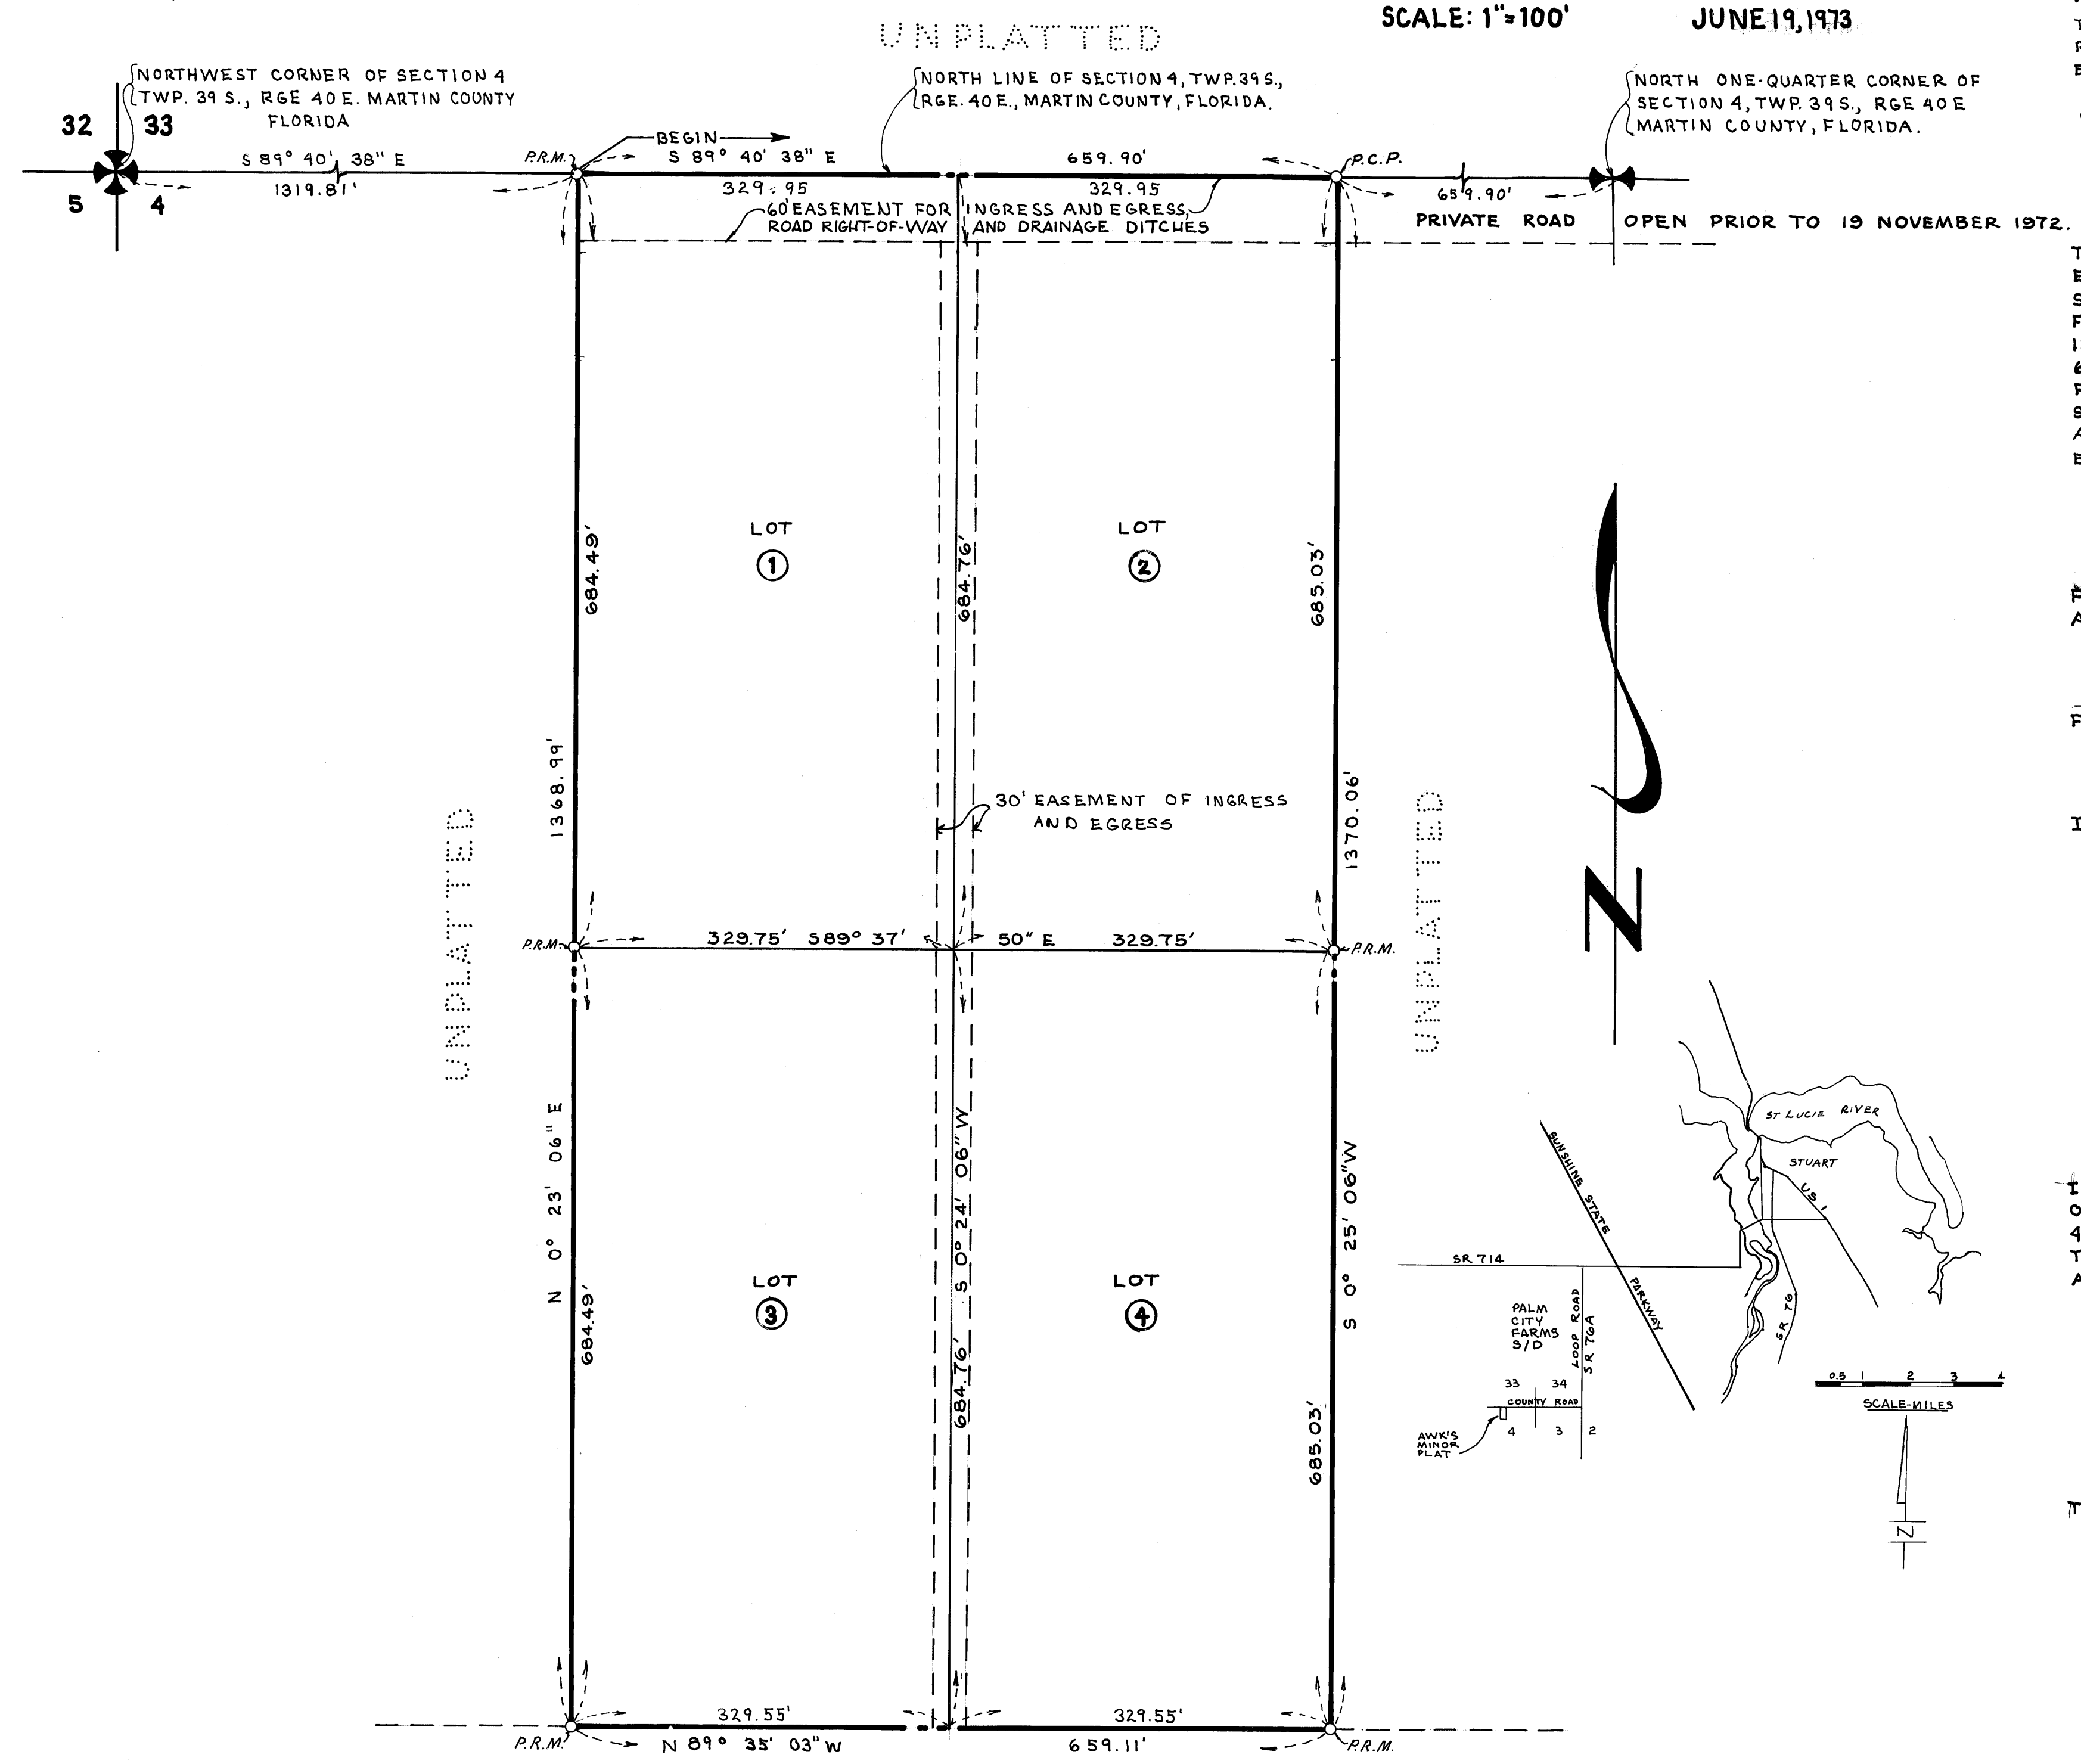 SCALE: 1"=100'
JUNE 19, 1973
UNPLATTED
NORTHWEST CORNER OF SECTION 4
TWP. 39 S., RGE 40 E. MARTIN COUNTY
FLORIDA
NORTH LINE OF SECTION 4, TWP. 39 S.,
RGE. 40 E., MARTIN COUNTY, FLORIDA.
NORTH ONE-QUARTER CORNER OF
SECTION 4, TWP. 39 S., RGE 40 E
MARTIN COUNTY, FLORIDA.
32 33
5 4
S 89° 40' 38" E
1319.81'
P.R.M.
BEGIN
S 89° 40' 38" E
659.90'
P.C.P.
329.95
329.95
659.90'
60' EASEMENT FOR INGRESS AND EGRESS,
ROAD RIGHT-OF-WAY AND DRAINAGE DITCHES
PRIVATE ROAD OPEN PRIOR TO 19 NOVEMBER 1972.
LOT
1
LOT
2
684.49'
684.76'
685.03'
1368.99'
1370.06'
30' EASEMENT OF INGRESS
AND EGRESS
UNPLATTED
UNPLATTED
N
P.R.M.
329.75' S 89° 37' 50" E 329.75'
P.R.M.
N 0° 23' 06" E
S 0° 24' 06" W
S 0° 25' 06" W
LOT
3
LOT
4
684.49'
684.76'
685.03'
329.55'
329.55'
P.R.M.
N 89° 35' 03" W
659.11'
P.R.M.
ST LUCIE RIVER
STUART
US 1
SUNSHINE STATE PARKWAY
SR 714
SR 76
PALM
CITY
FARMS
S/D
LOOP ROAD
SR 76A
33 34
COUNTY ROAD
4 3 2
AWK'S
MINOR
PLAT
0.5 1 2 3 4
SCALE-MILES
N